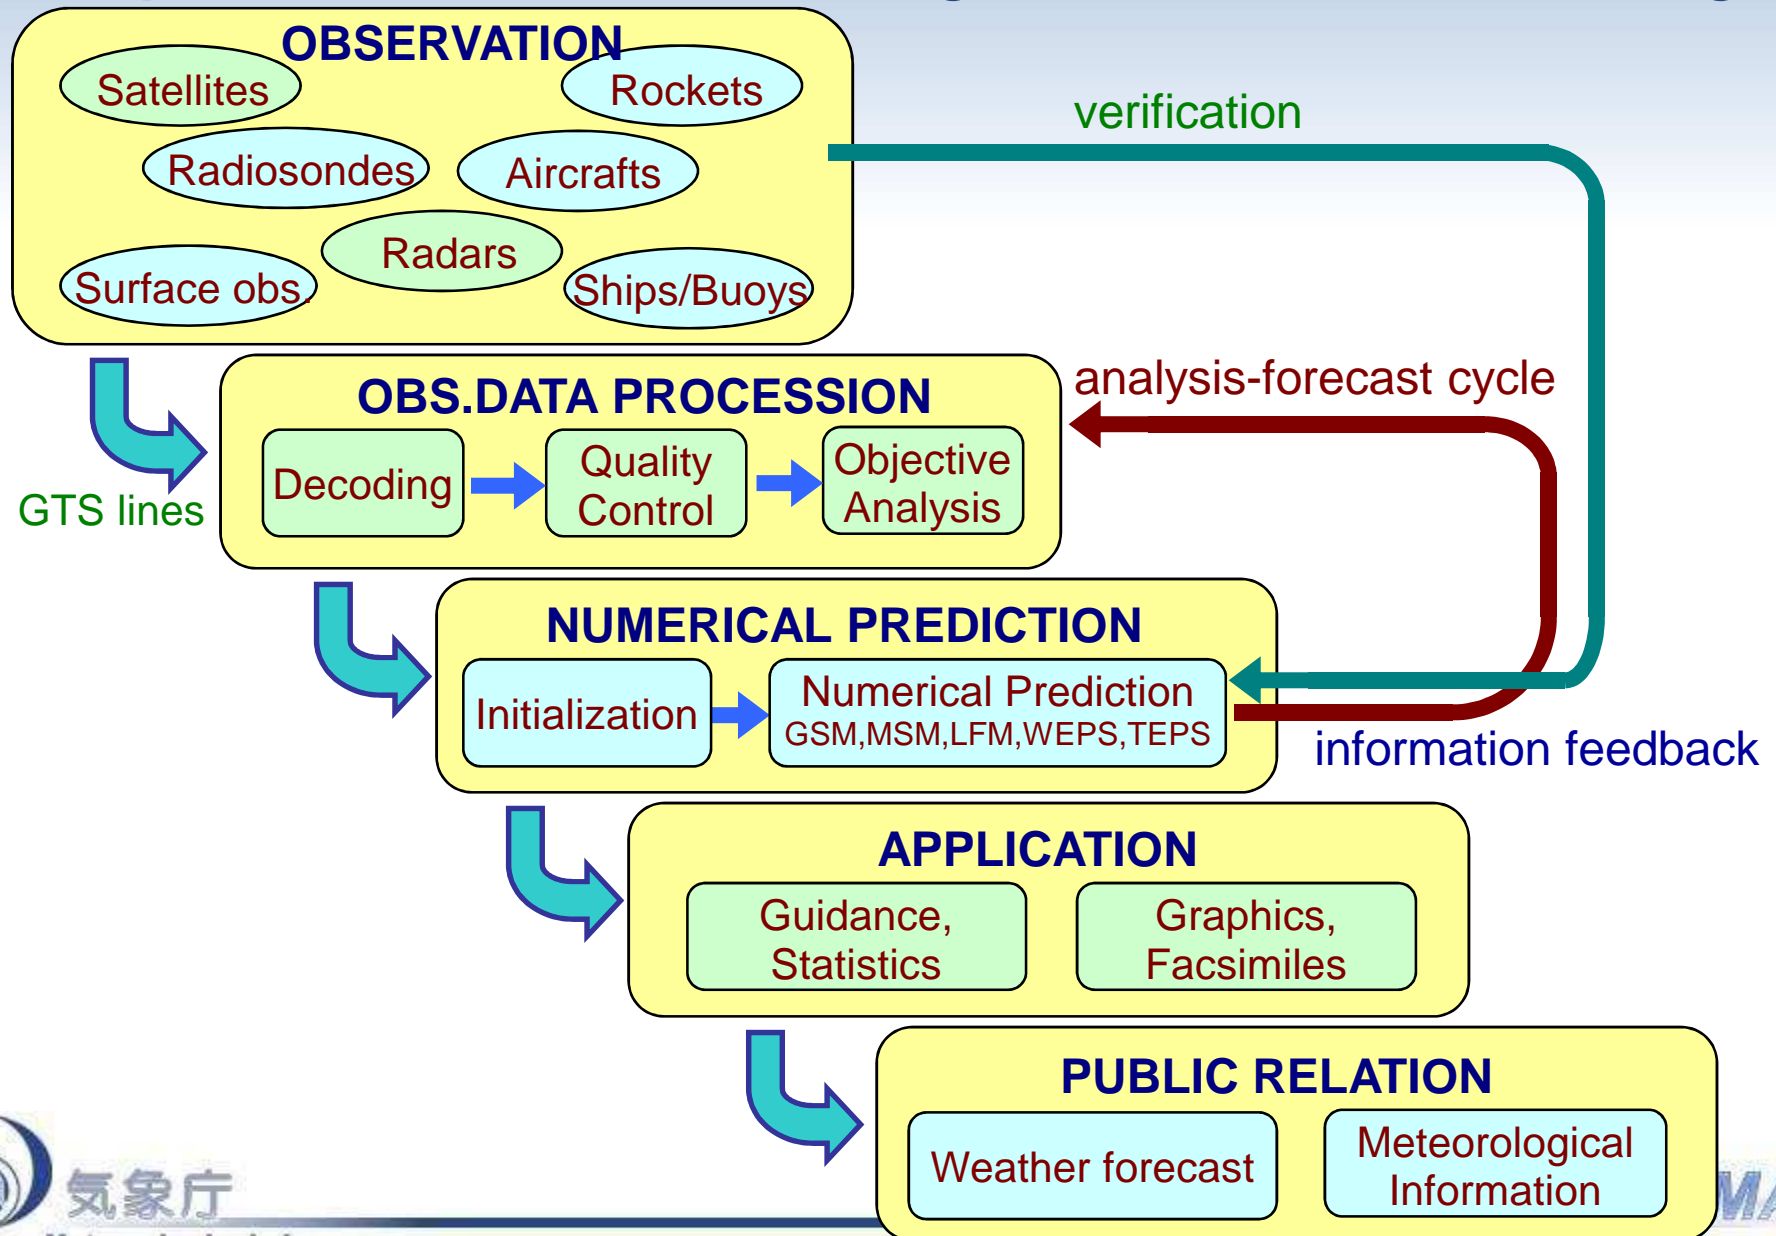 OBSERVATION
Satellites
Rockets
Radiosondes
Aircrafts
Radars
Surface obs.
Ships/Buoys
verification
GTS lines
OBS.DATA PROCESSION
Decoding
Quality
Control
Objective
Analysis
analysis-forecast cycle
NUMERICAL PREDICTION
Initialization
Numerical Prediction
GSM,MSM,LFM,WEPS,TEPS
information feedback
APPLICATION
Guidance,
Statistics
Graphics,
Facsimiles
PUBLIC RELATION
Weather forecast
Meteorological
Information
気象庁